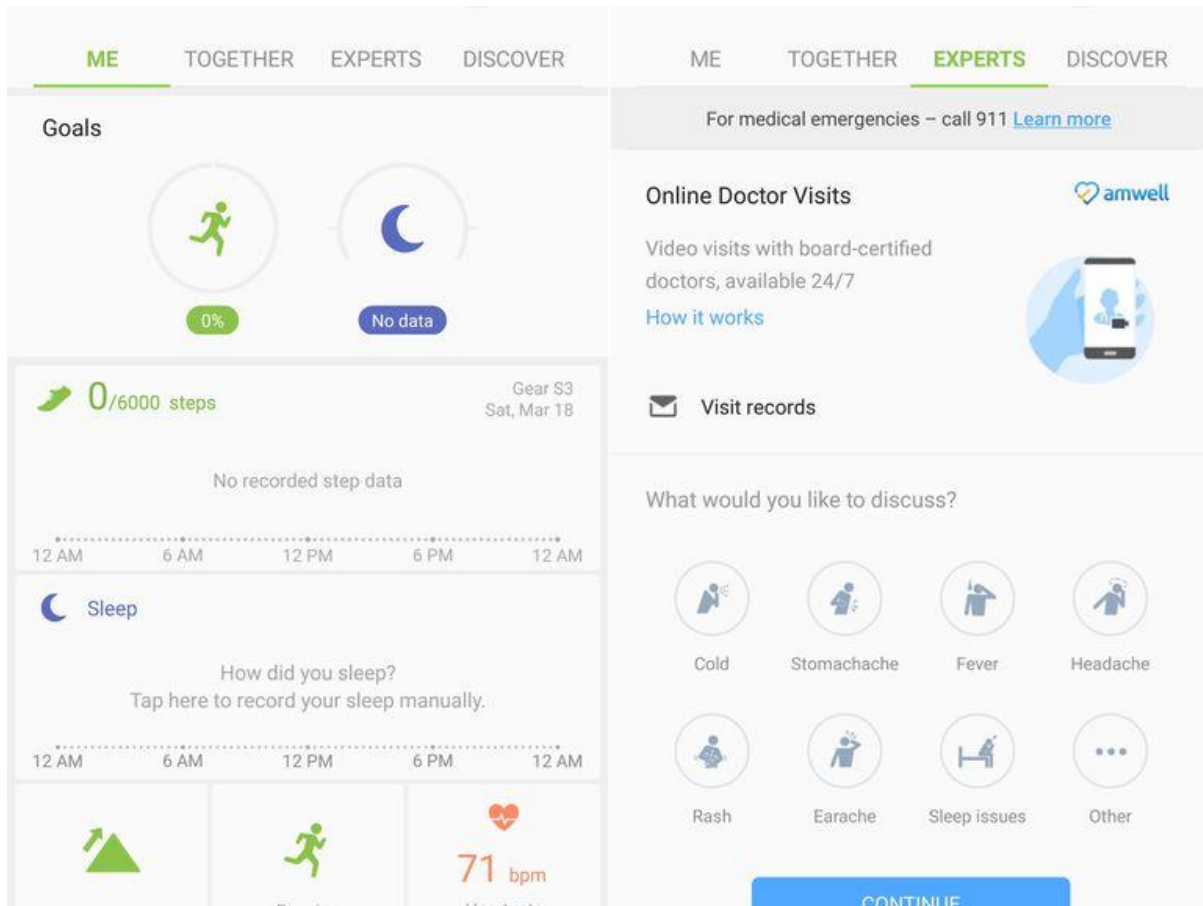 ME TOGETHER EXPERTS DISCOVER
Goals
0% No data
0/6000 steps
Gear S3
Sat, Mar 18
No recorded step data
12 AM 6 AM 12 PM 6 PM 12 AM
Sleep
How did you sleep?
Tap here to record your sleep manually.
12 AM 6 AM 12 PM 6 PM 12 AM
71 bpm
ME TOGETHER EXPERTS DISCOVER
For medical emergencies – call 911 Learn more
Online Doctor Visits
amwell
Video visits with board-certified
doctors, available 24/7
How it works
Visit records
What would you like to discuss?
Cold Stomachache Fever Headache
Rash Earache Sleep issues Other
CONTINUE